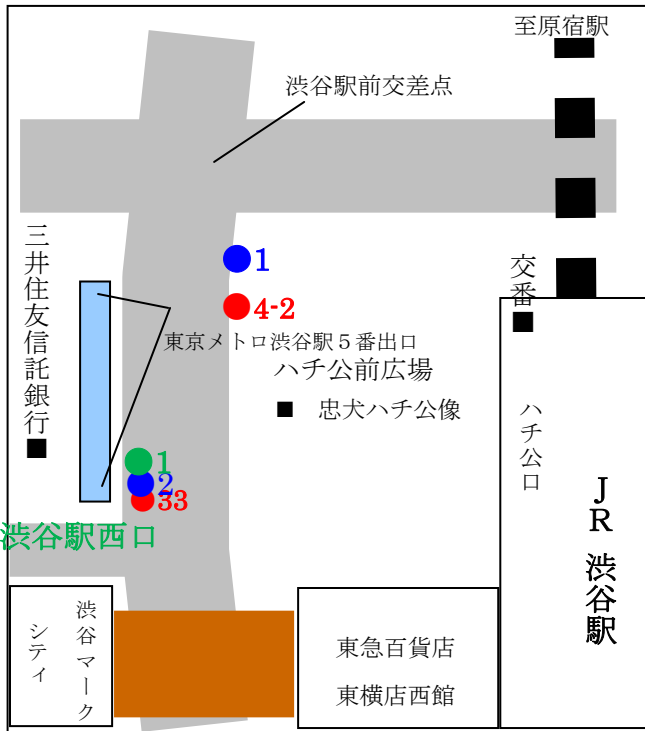 至原宿駅
渋谷駅前交差点
三井住友信託銀行■
1
4-2
交番■
東京メトロ渋谷駅5番出口
ハチ公前広場
■ 忠犬ハチ公像
ハチ公口
1
2
33
渋谷駅西口
JR 渋谷駅
渋谷マーク
シティ
東急百貨店
東横店西館